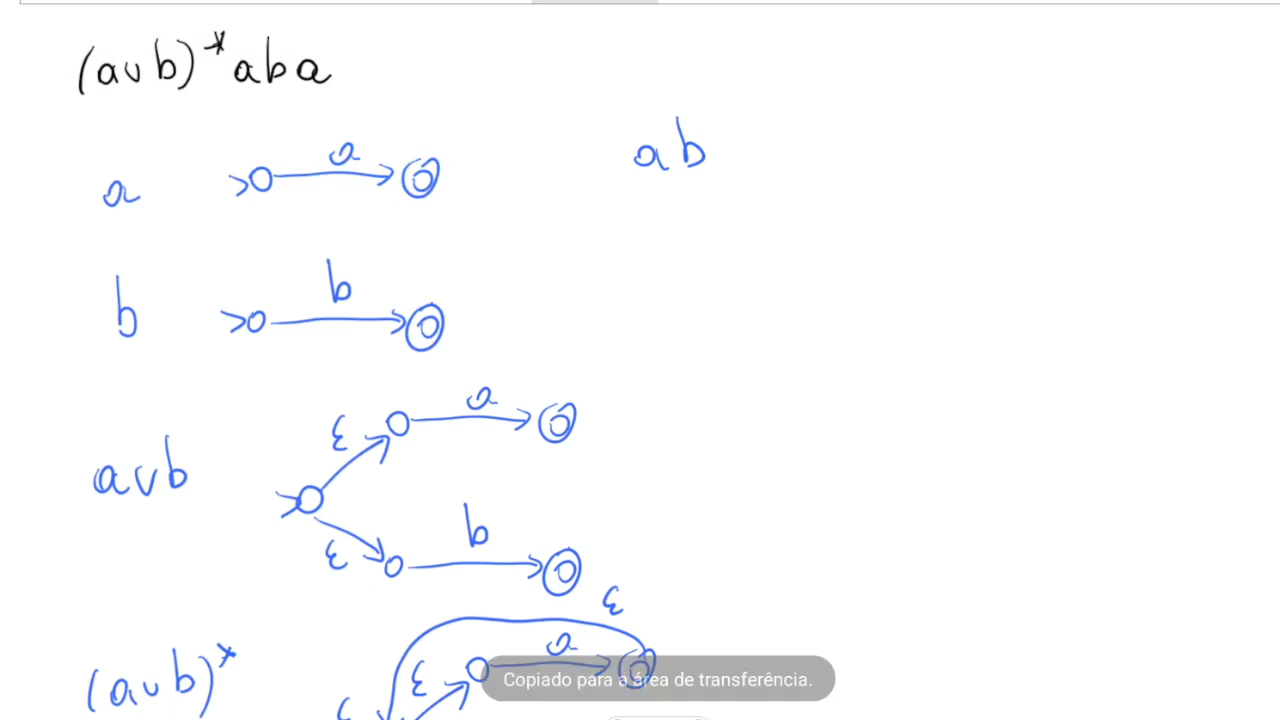 (a∪b)*aba
a a ab
b b
a∪b ε a
ε b
ε
(a∪b)* ε a
ε
Copiado para a área de transferência.